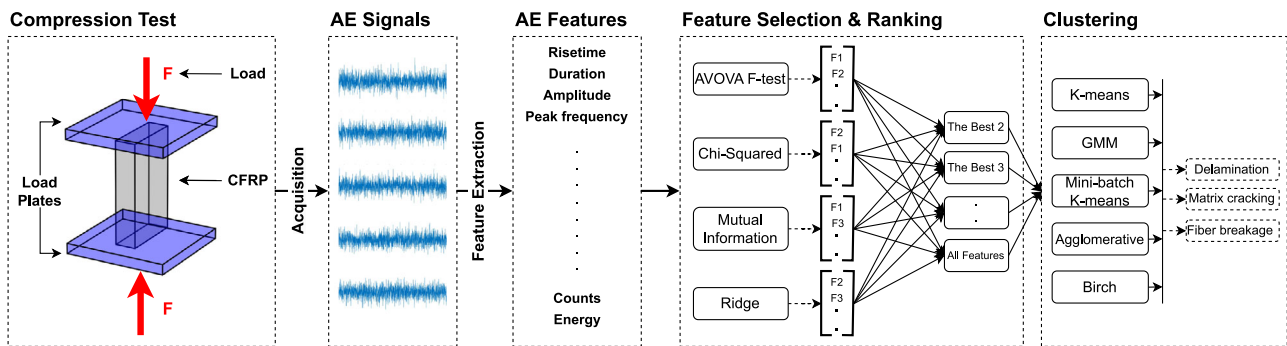 Compression Test
F
Load
Load
Plates
CFRP
F
Acquisition
AE Signals
Feature Extraction
AE Features
Risetime
Duration
Amplitude
Peak frequency
Counts
Energy
Feature Selection & Ranking
AVOVA F-test
F1
F2
Chi-Squared
F2
F1
Mutual
Information
F1
F3
Ridge
F2
F3
The Best 2
The Best 3
All Features
Clustering
K-means
GMM
Mini-batch
K-means
Agglomerative
Birch
Delamination
Matrix cracking
Fiber breakage